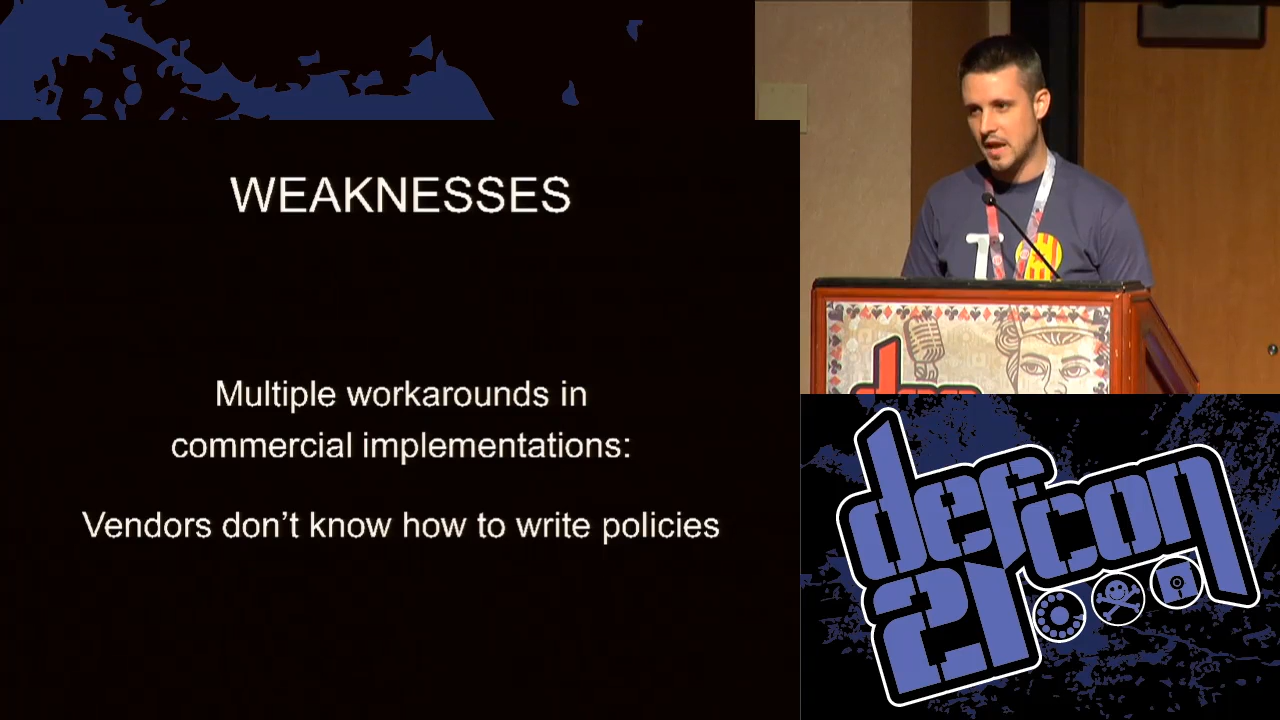 WEAKNESSES
Multiple workarounds in
commercial implementations:
Vendors don't know how to write policies
defcon
21